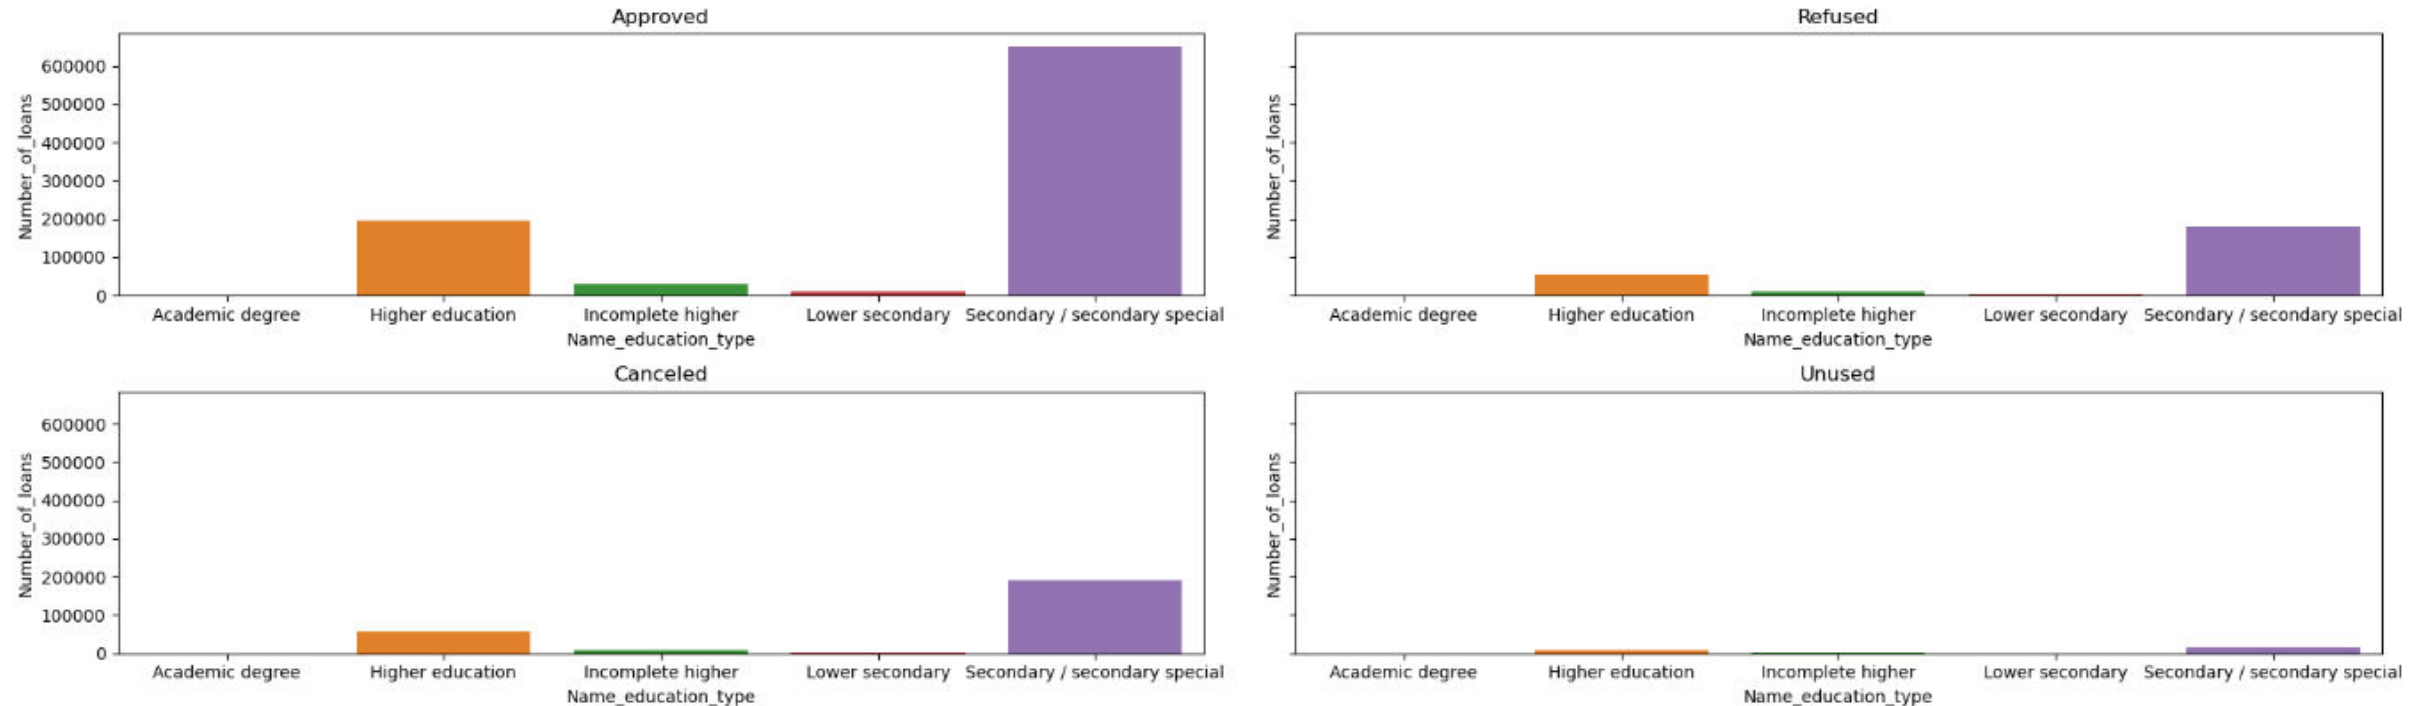 Approved
Number_of_loans
600000
500000
400000
300000
200000
100000
0
Academic degree Higher education Incomplete higher Lower secondary Secondary / secondary special
Name_education_type
Refused
Number_of_loans
Academic degree Higher education Incomplete higher Lower secondary Secondary / secondary special
Name_education_type
Canceled
Number_of_loans
600000
500000
400000
300000
200000
100000
0
Academic degree Higher education Incomplete higher Lower secondary Secondary / secondary special
Name_education_type
Unused
Number_of_loans
Academic degree Higher education Incomplete higher Lower secondary Secondary / secondary special
Name_education_type